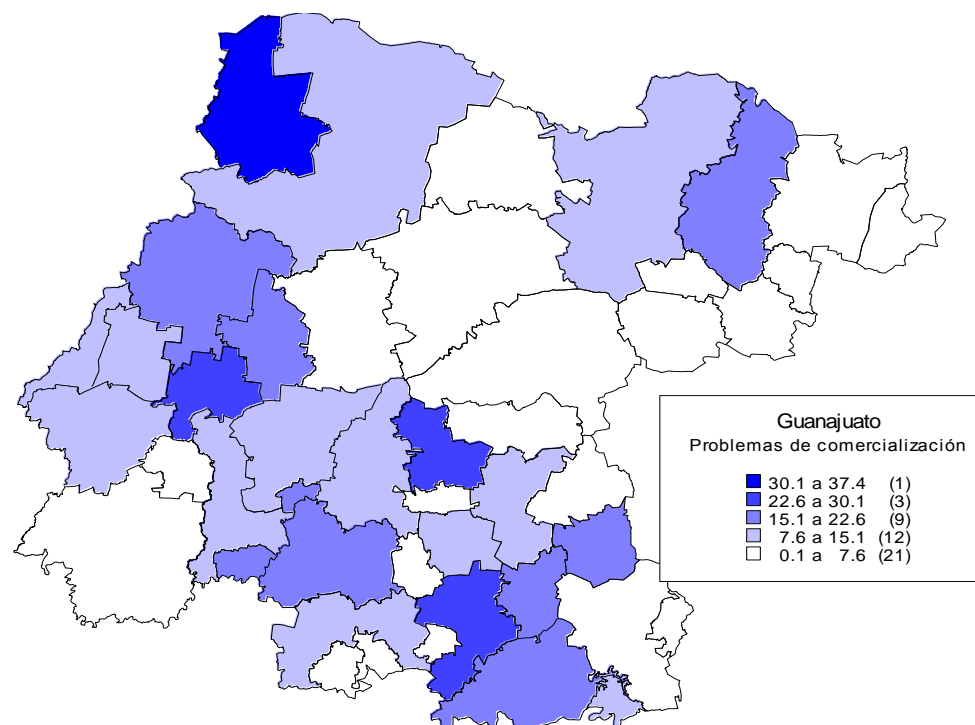 Guanajuato
Problemas de comercialización
30.1 a 37.4 (1)
22.6 a 30.1 (3)
15.1 a 22.6 (9)
7.6 a 15.1 (12)
0.1 a 7.6 (21)